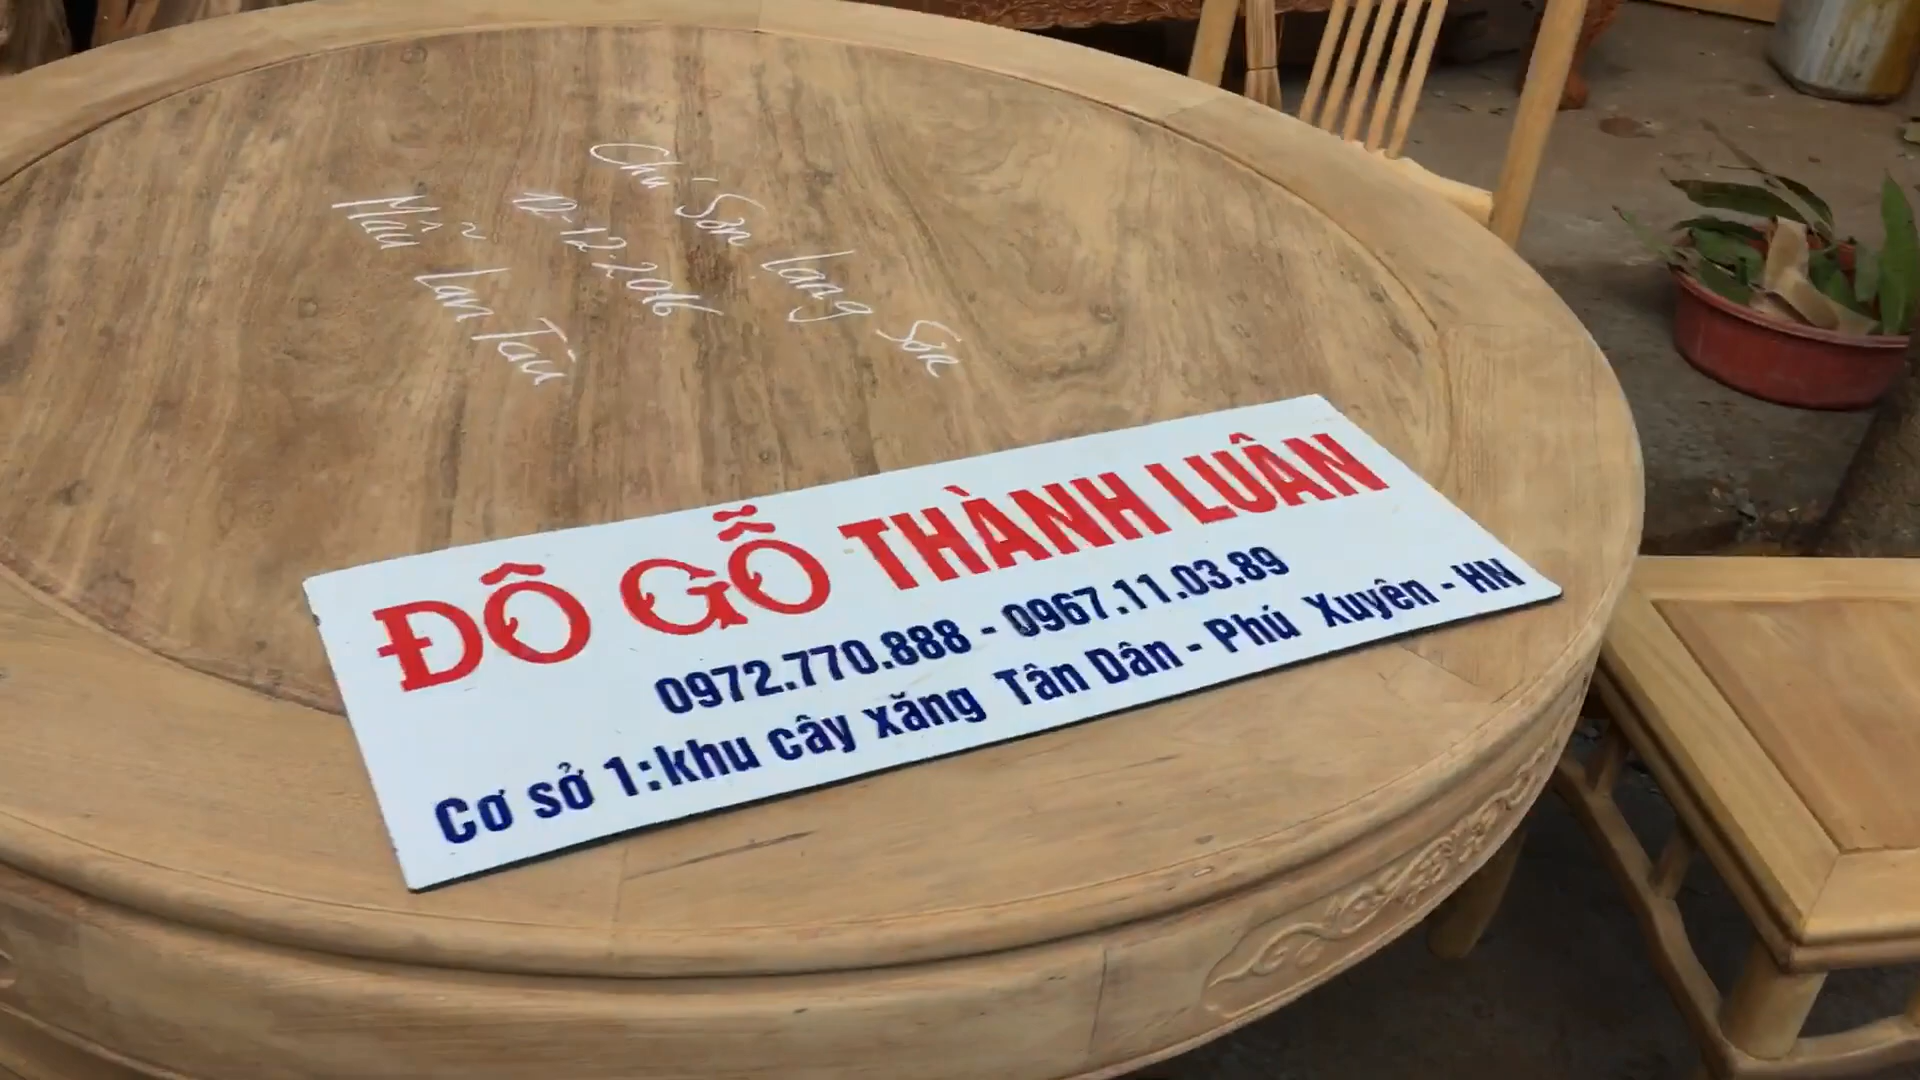 Chú Sơn Lạng Sơn
12-12-2016
Mẫu Lan Tàu
ĐỒ GỖ THÀNH LUÂN
0972.770.888 - 0967.11.03.89
Cơ sở 1:khu cây xăng Tân Dân - Phú Xuyên - HN